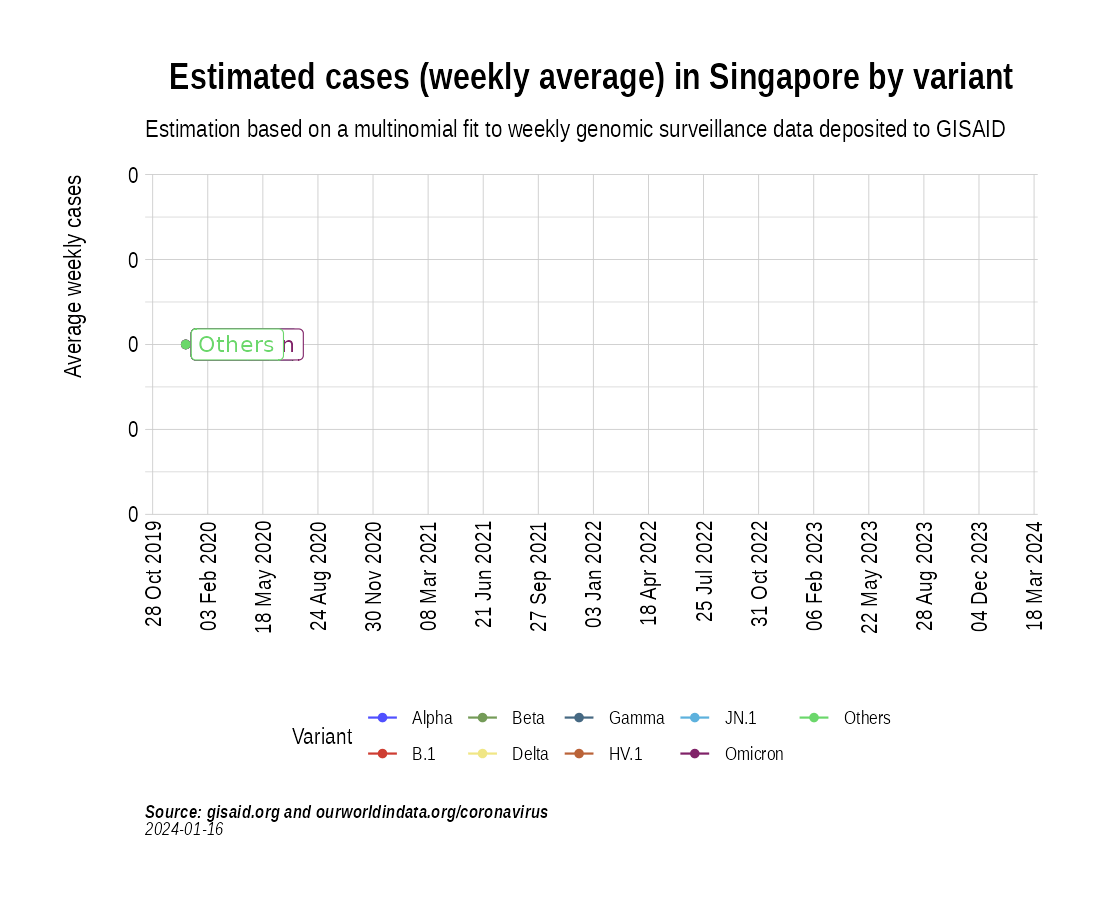 Estimated cases (weekly average) in Singapore by variant
Estimation based on a multinomial fit to weekly genomic surveillance data deposited to GISAID
Average weekly cases
0
0
0
0
0
Others
n
28 Oct 2019
03 Feb 2020
18 May 2020
24 Aug 2020
30 Nov 2020
08 Mar 2021
21 Jun 2021
27 Sep 2021
03 Jan 2022
18 Apr 2022
25 Jul 2022
31 Oct 2022
06 Feb 2023
22 May 2023
28 Aug 2023
04 Dec 2023
18 Mar 2024
Variant
Alpha
Beta
Gamma
JN.1
Others
B.1
Delta
HV.1
Omicron
Source: gisaid.org and ourworldindata.org/coronavirus
2024-01-16